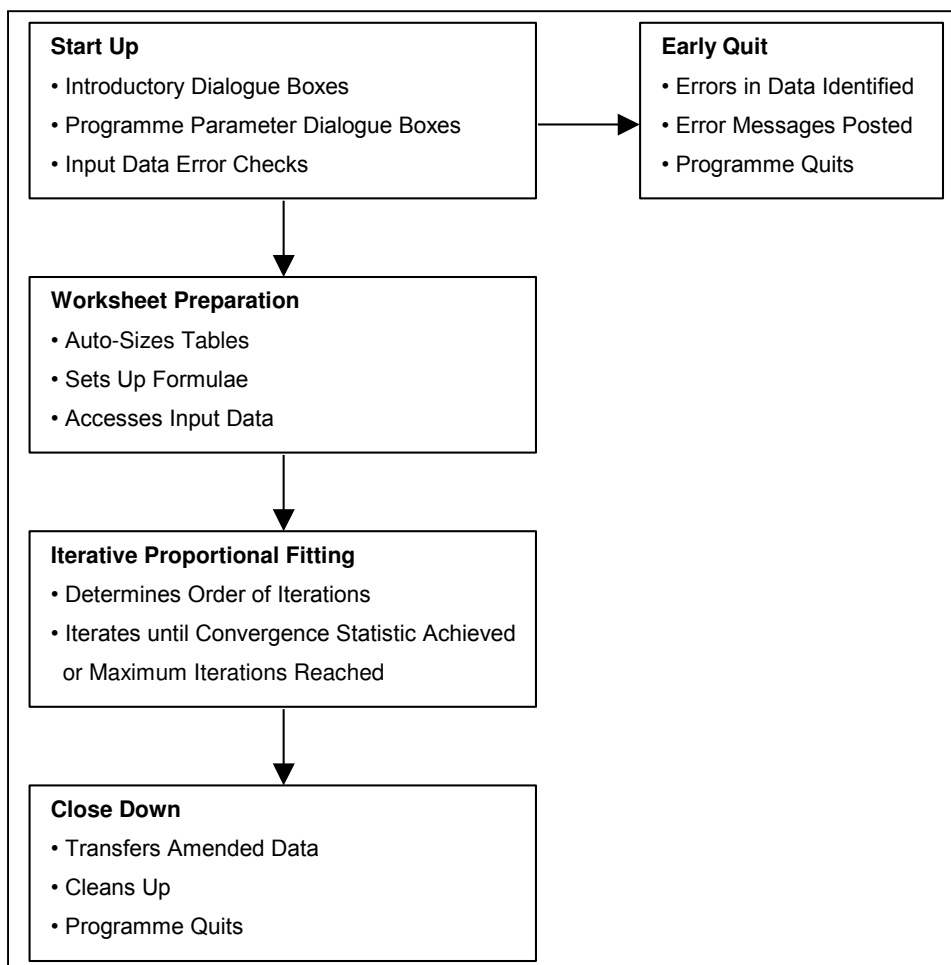 Start Up
• Introductory Dialogue Boxes
• Programme Parameter Dialogue Boxes
• Input Data Error Checks
Early Quit
• Errors in Data Identified
• Error Messages Posted
• Programme Quits
Worksheet Preparation
• Auto-Sizes Tables
• Sets Up Formulae
• Accesses Input Data
Iterative Proportional Fitting
• Determines Order of Iterations
• Iterates until Convergence Statistic Achieved
or Maximum Iterations Reached
Close Down
• Transfers Amended Data
• Cleans Up
• Programme Quits